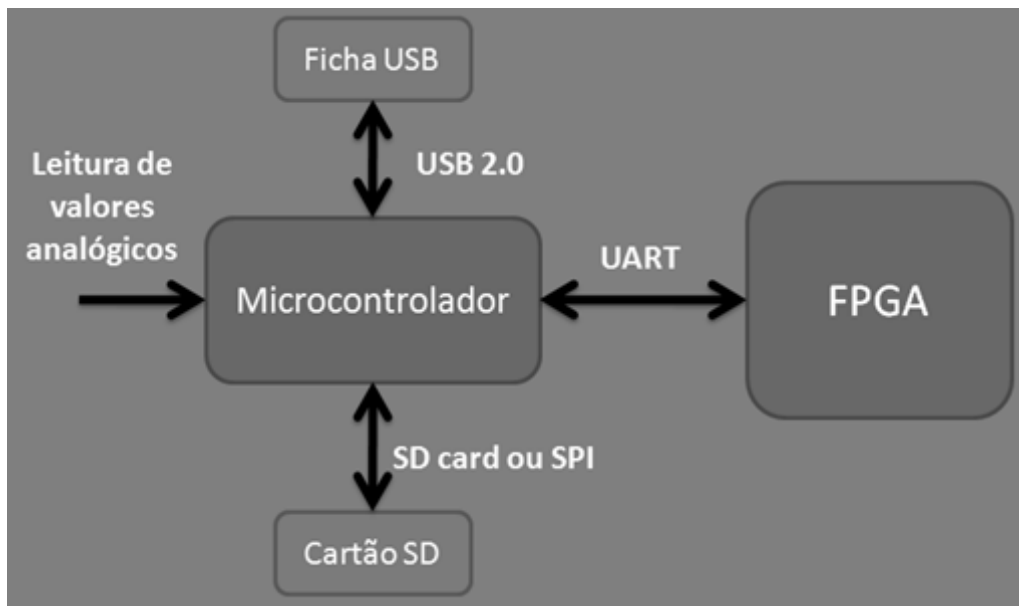 Ficha USB
USB 2.0
Leitura de
valores
analógicos
Microcontrolador
UART
FPGA
SD card ou SPI
Cartão SD